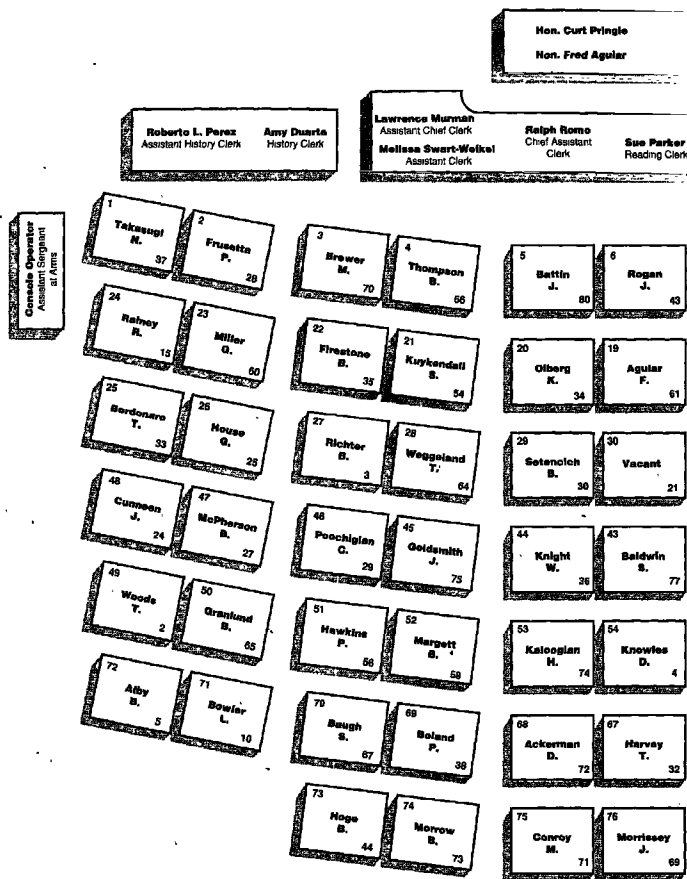 Hon. Curt Pringle
Hon. Fred Aguiar
Roberto L. Perez
Assistant History Clerk
Amy Duarte
History Clerk
Lawrence Murman
Assistant Chief Clerk
Melissa Swart-Weikel
Assistant Clerk
Ralph Romo
Chief Assistant
Clerk
Sue Parker
Reading Clerk
Console Operator
Assistant Sergeant
at Arms
1
Takasugi
N.
37
2
Frusetta
P.
28
3
Brewer
M.
70
4
Thompson
B.
66
5
Battin
J.
80
6
Rogan
J.
43
24
Rainey
R.
15
23
Miller
G.
60
22
Firestone
B.
35
21
Kuykendall
S.
54
20
Olberg
K.
34
19
Aguiar
F.
61
25
Bordonaro
T.
33
26
House
G.
25
27
Richter
B.
3
28
Weggeland
T.
64
29
Setencich
B.
30
30
Vacant
21
48
Cunneen
J.
24
47
McPherson
B.
27
46
Poochigian
C.
29
45
Goldsmith
J.
75
44
Knight
W.
36
43
Baldwin
S.
77
49
Woods
T.
2
50
Granlund
B.
65
51
Hawkins
P.
56
52
Margett
B.
59
53
Kaloogian
H.
74
54
Knowles
D.
4
72
Alby
B.
5
71
Bowler
L.
10
70
Baugh
S.
67
69
Boland
P.
38
68
Ackerman
D.
72
67
Harvey
T.
32
73
Hoge
B.
44
74
Morrow
B.
73
75
Conroy
M.
71
76
Morrissey
J.
69